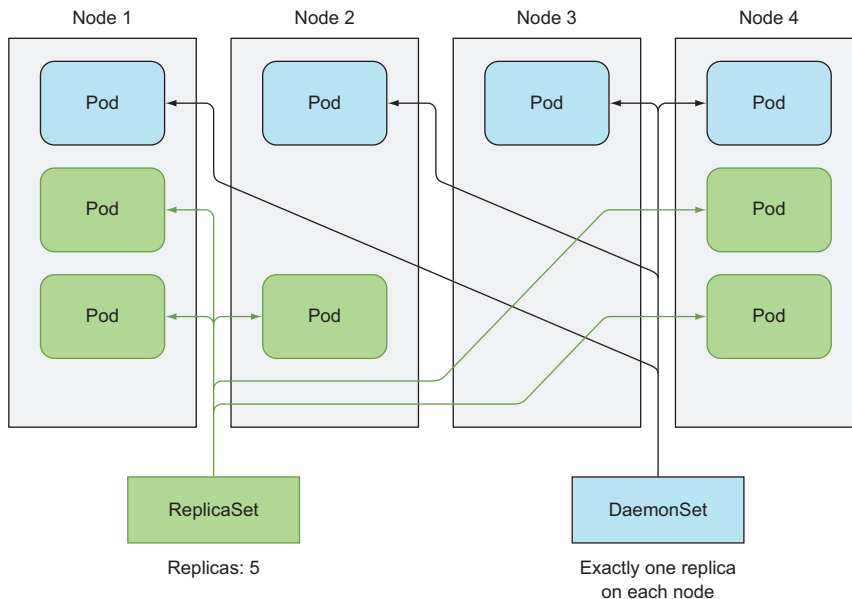 Node 1
Node 2
Node 3
Node 4
Pod
Pod
Pod
Pod
Pod
Pod
Pod
Pod
Pod
ReplicaSet
DaemonSet
Replicas: 5
Exactly one replica
on each node